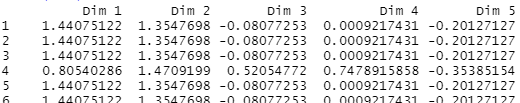 Dim 1 Dim 2 Dim 3 Dim 4 Dim 5
1 1.44075122 1.3547698 -0.08077253 0.0009217431 -0.20127127
2 1.44075122 1.3547698 -0.08077253 0.0009217431 -0.20127127
3 1.44075122 1.3547698 -0.08077253 0.0009217431 -0.20127127
4 0.80540286 1.4709199 0.52054772 0.7478915858 -0.35385154
5 1.44075122 1.3547698 -0.08077253 0.0009217431 -0.20127127
6 1.44075122 1.3547698 -0.08077253 0.0009217431 -0.20127127